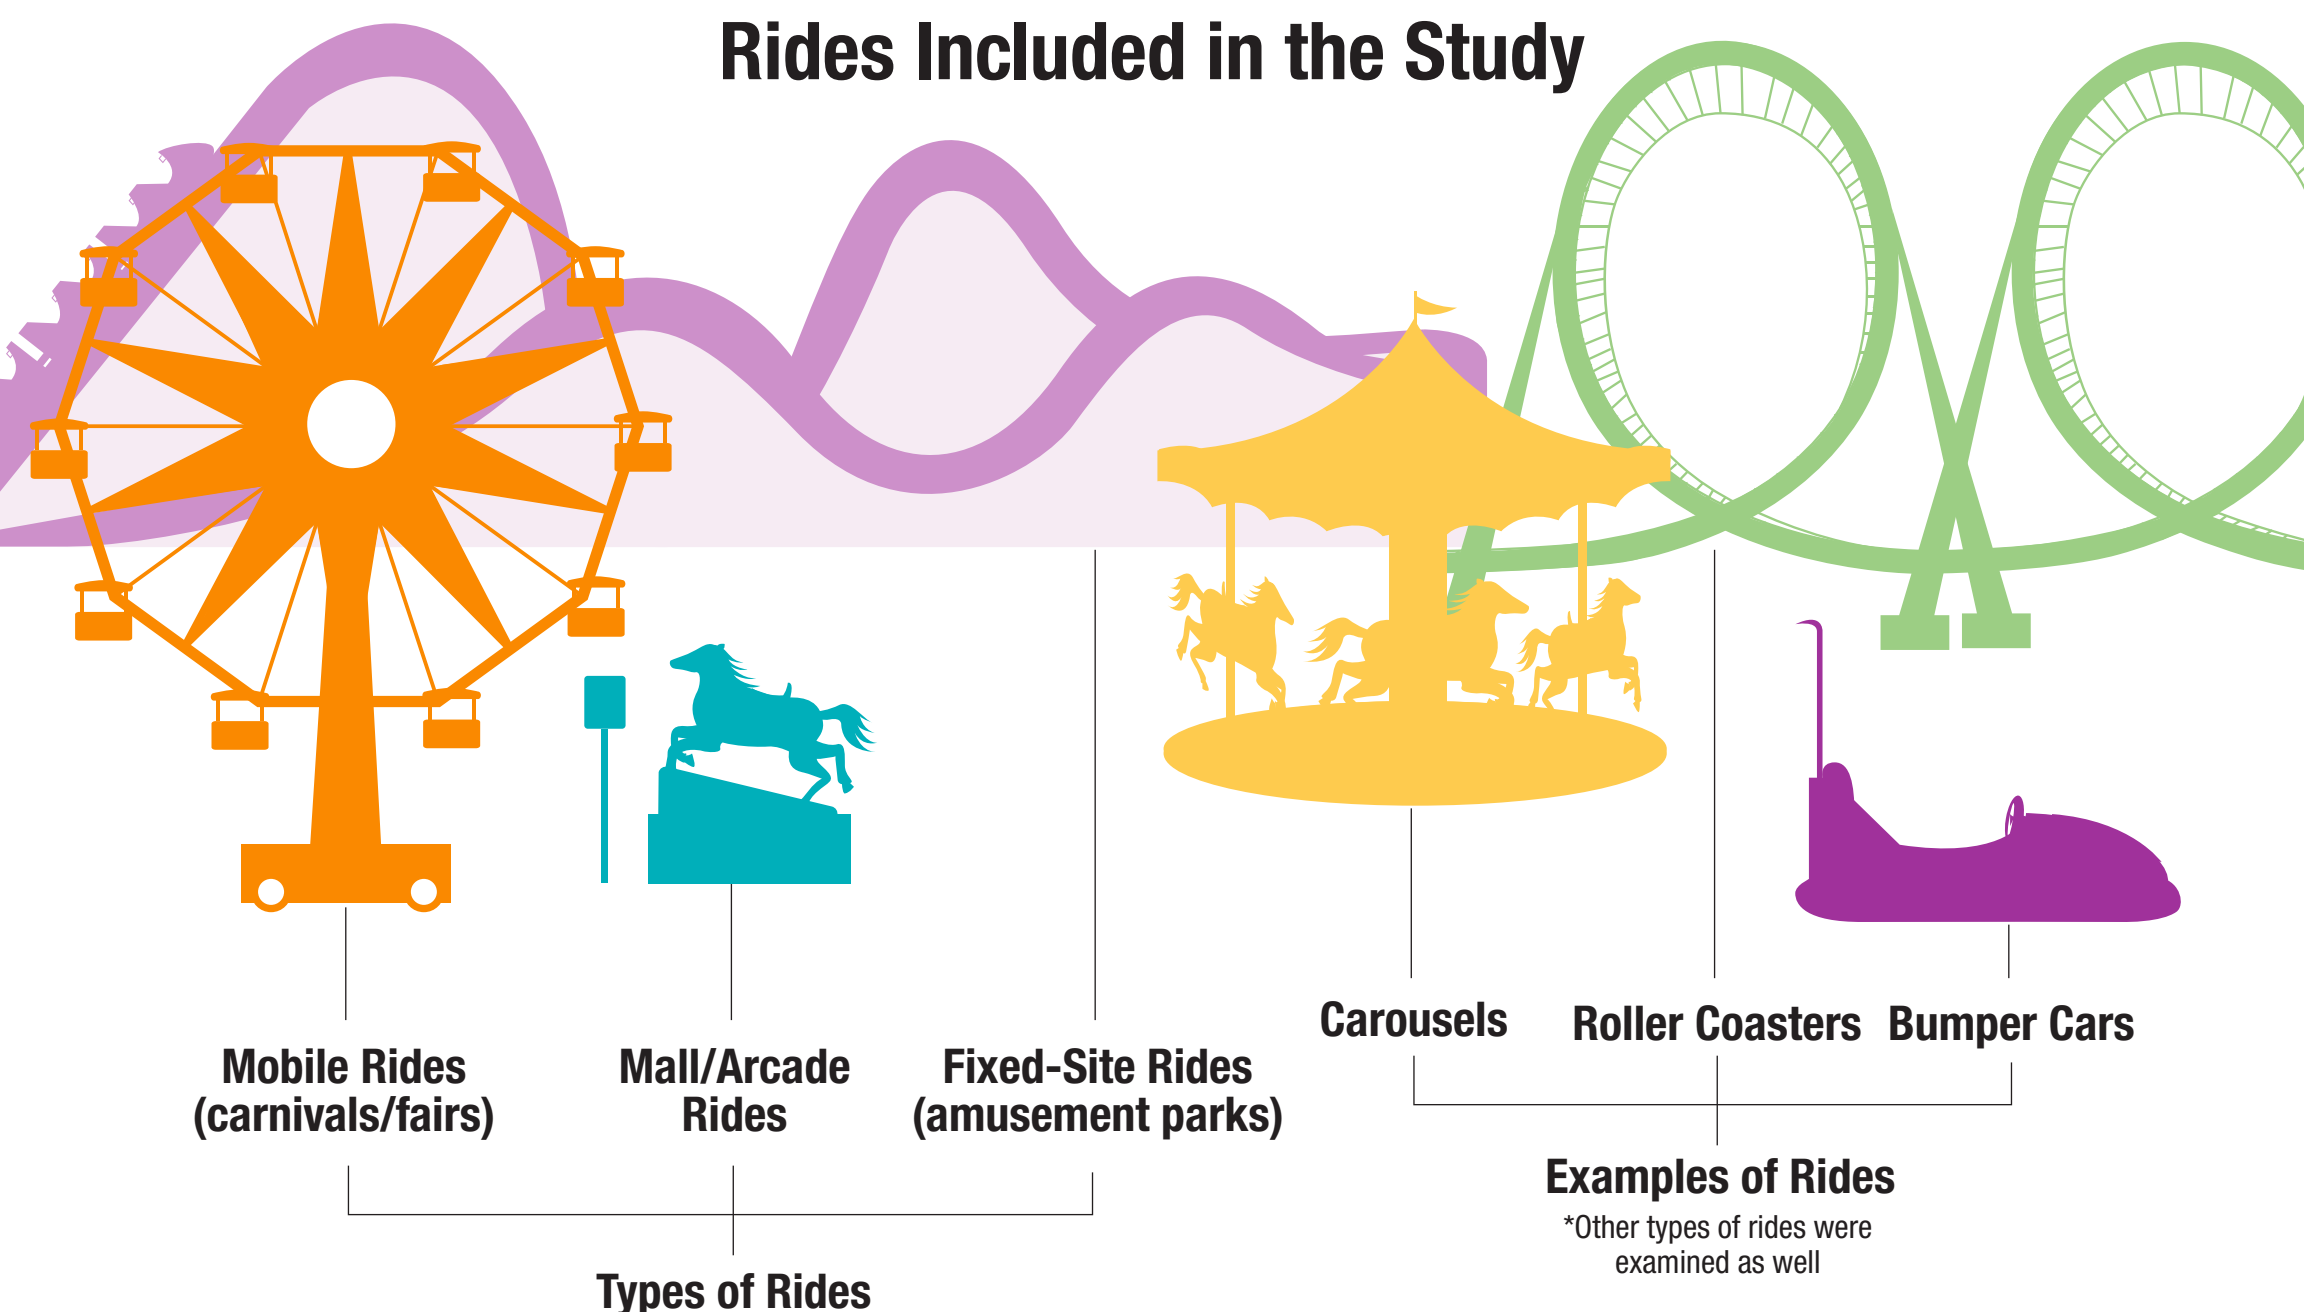 Rides Included in the Study
Mobile Rides
(carnivals/fairs)
Mall/Arcade
Rides
Fixed-Site Rides
(amusement parks)
Types of Rides
Carousels
Roller Coasters
Bumper Cars
Examples of Rides
*Other types of rides were
examined as well